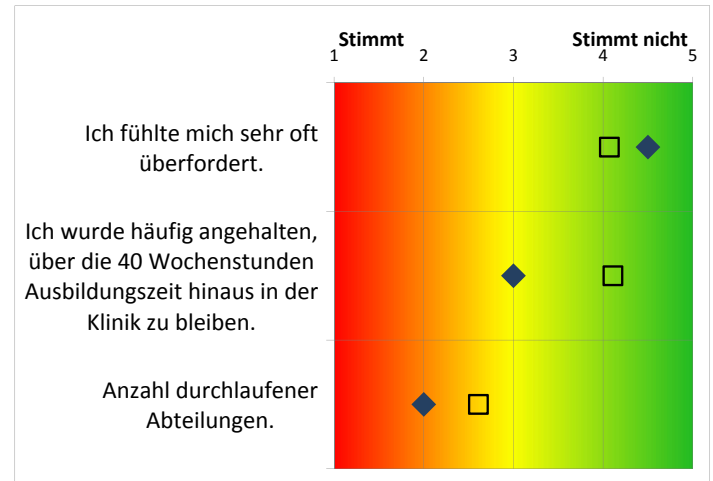 Stimmt Stimmt nicht
1 2 3 4 5
Ich fühlte mich sehr oft
überfordert.
Ich wurde häufig angehalten,
über die 40 Wochenstunden
Ausbildungszeit hinaus in der
Klinik zu bleiben.
Anzahl durchlaufener
Abteilungen.